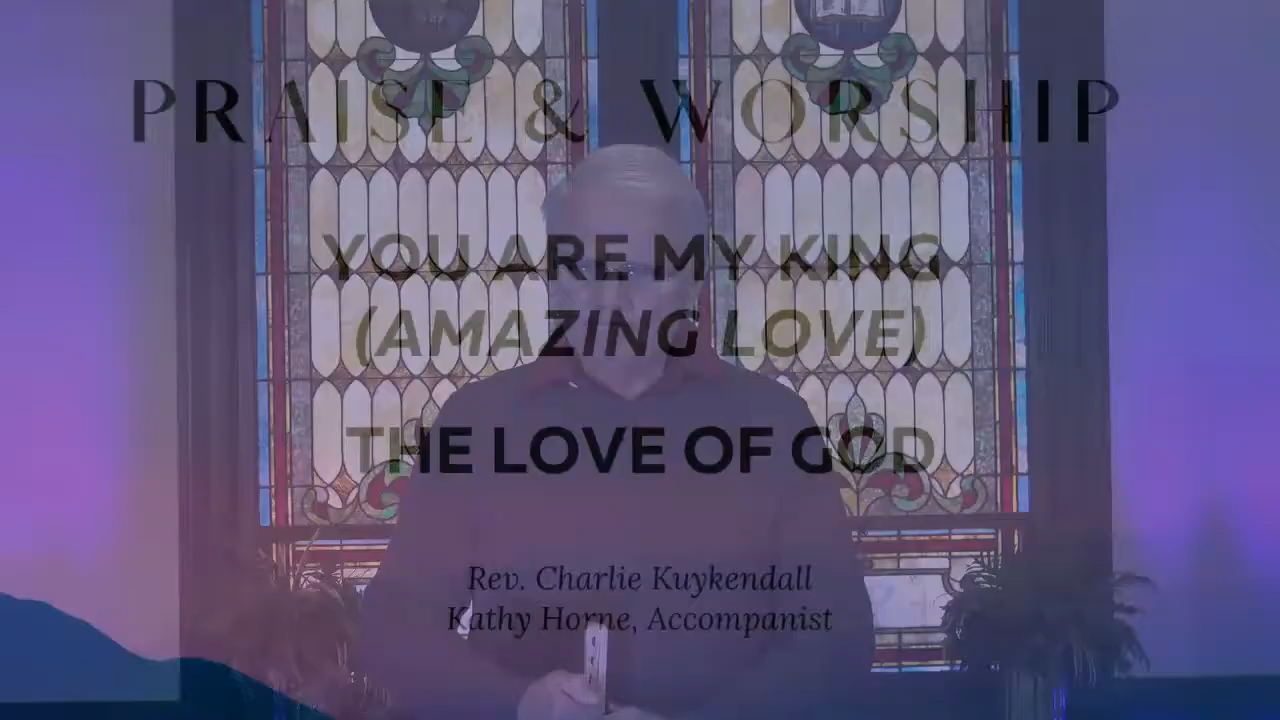 PRAISE & WORSHIP
YOU ARE MY KING
(AMAZING LOVE)
THE LOVE OF GOD
Rev. Charlie Kuykendall
Kathy Horne, Accompanist